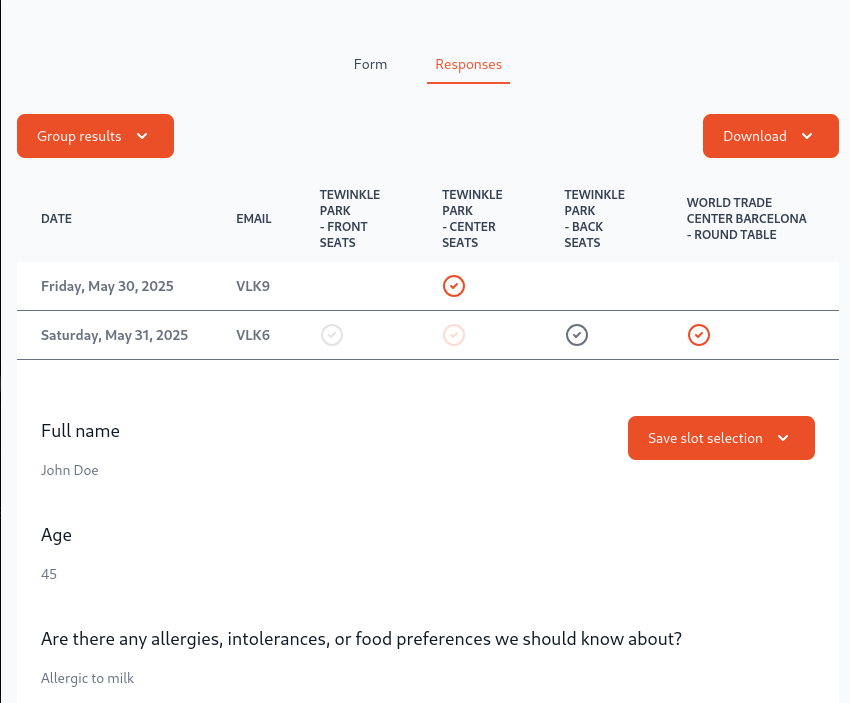 Form
Responses
Group results
Download
DATE
EMAIL
TEWINKLE
PARK
- FRONT
SEATS
TEWINKLE
PARK
- CENTER
SEATS
TEWINKLE
PARK
- BACK
SEATS
WORLD TRADE
CENTER BARCELONA
- ROUND TABLE
Friday, May 30, 2025
VLK9
Saturday, May 31, 2025
VLK6
Full name
Save slot selection
John Doe
Age
45
Are there any allergies, intolerances, or food preferences we should know about?
Allergic to milk